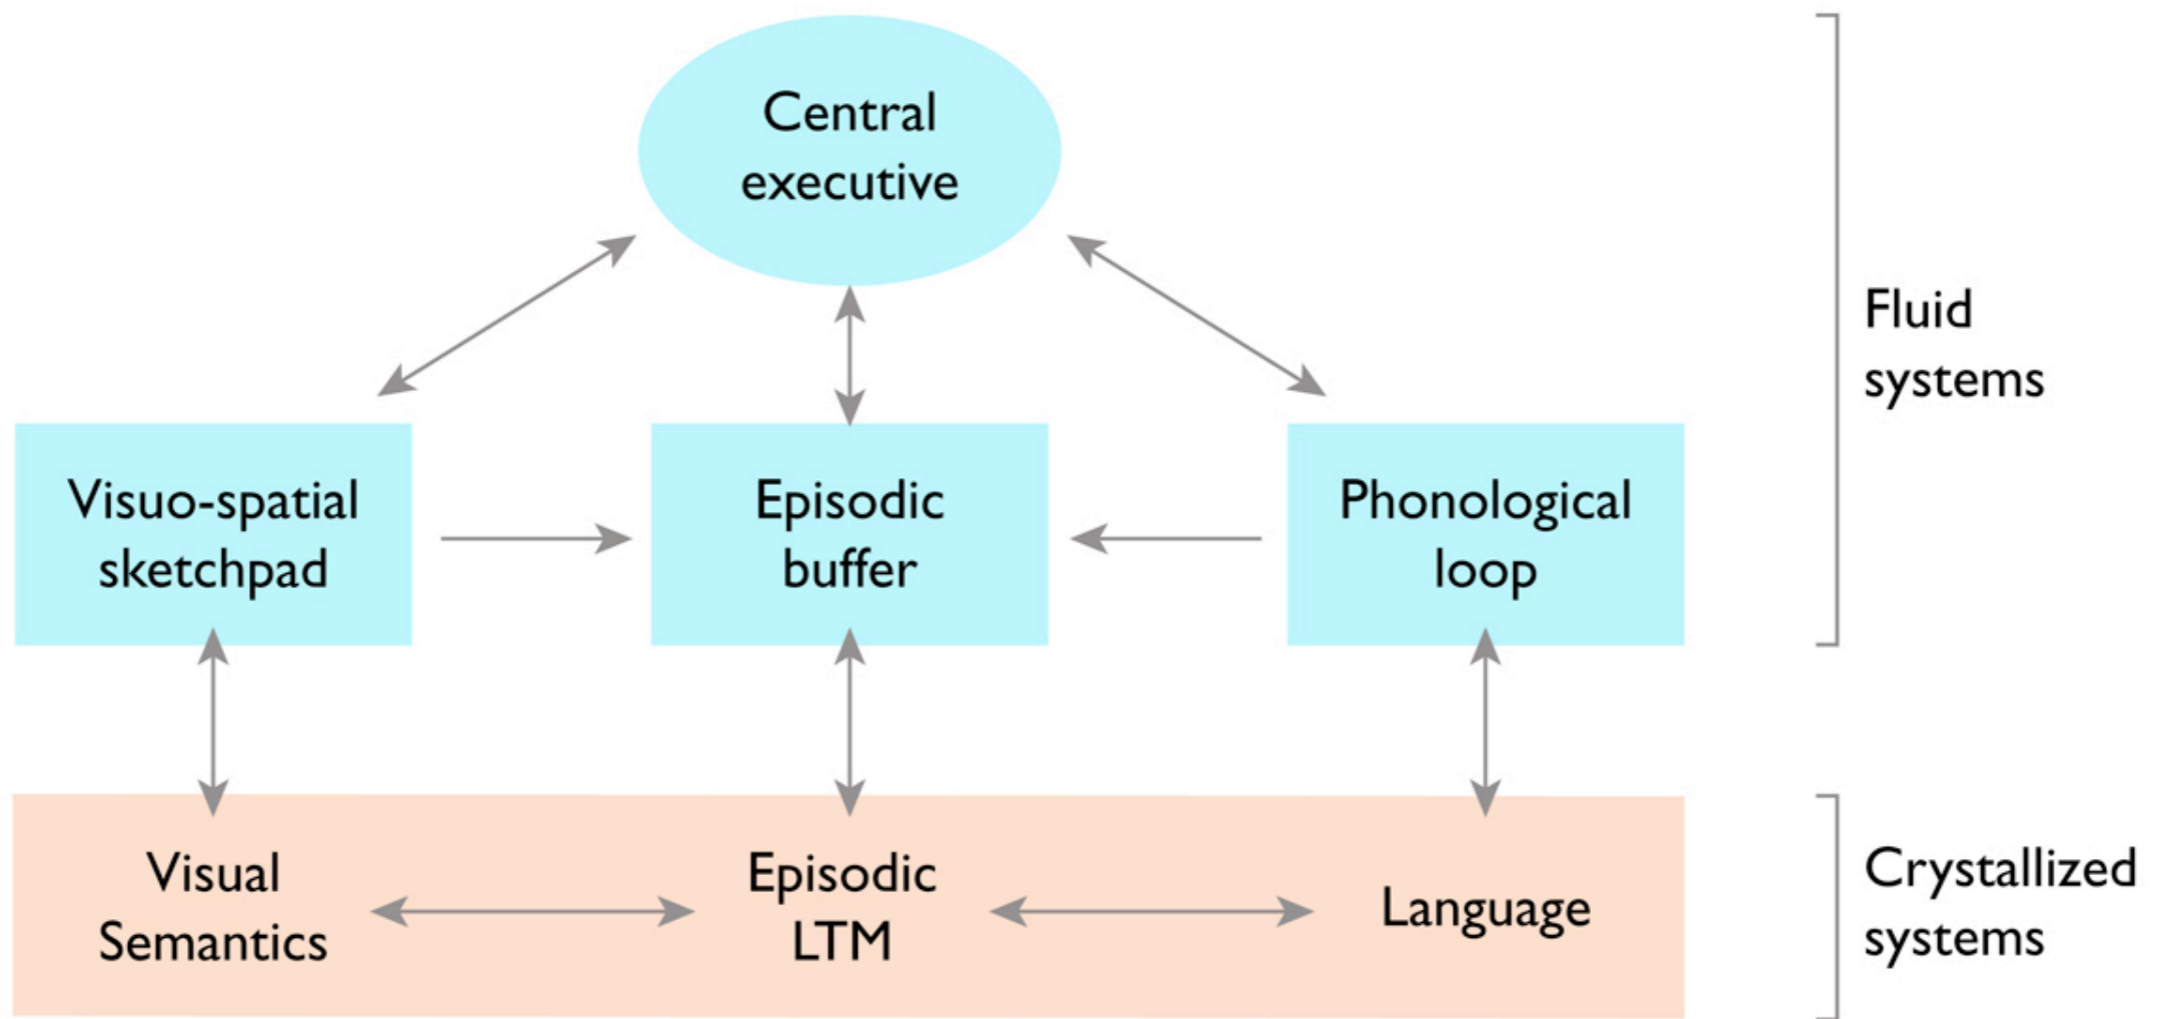 Central
executive
Fluid
systems
Visuo-spatial
sketchpad
Episodic
buffer
Phonological
loop
Visual
Semantics
Episodic
LTM
Language
Crystallized
systems